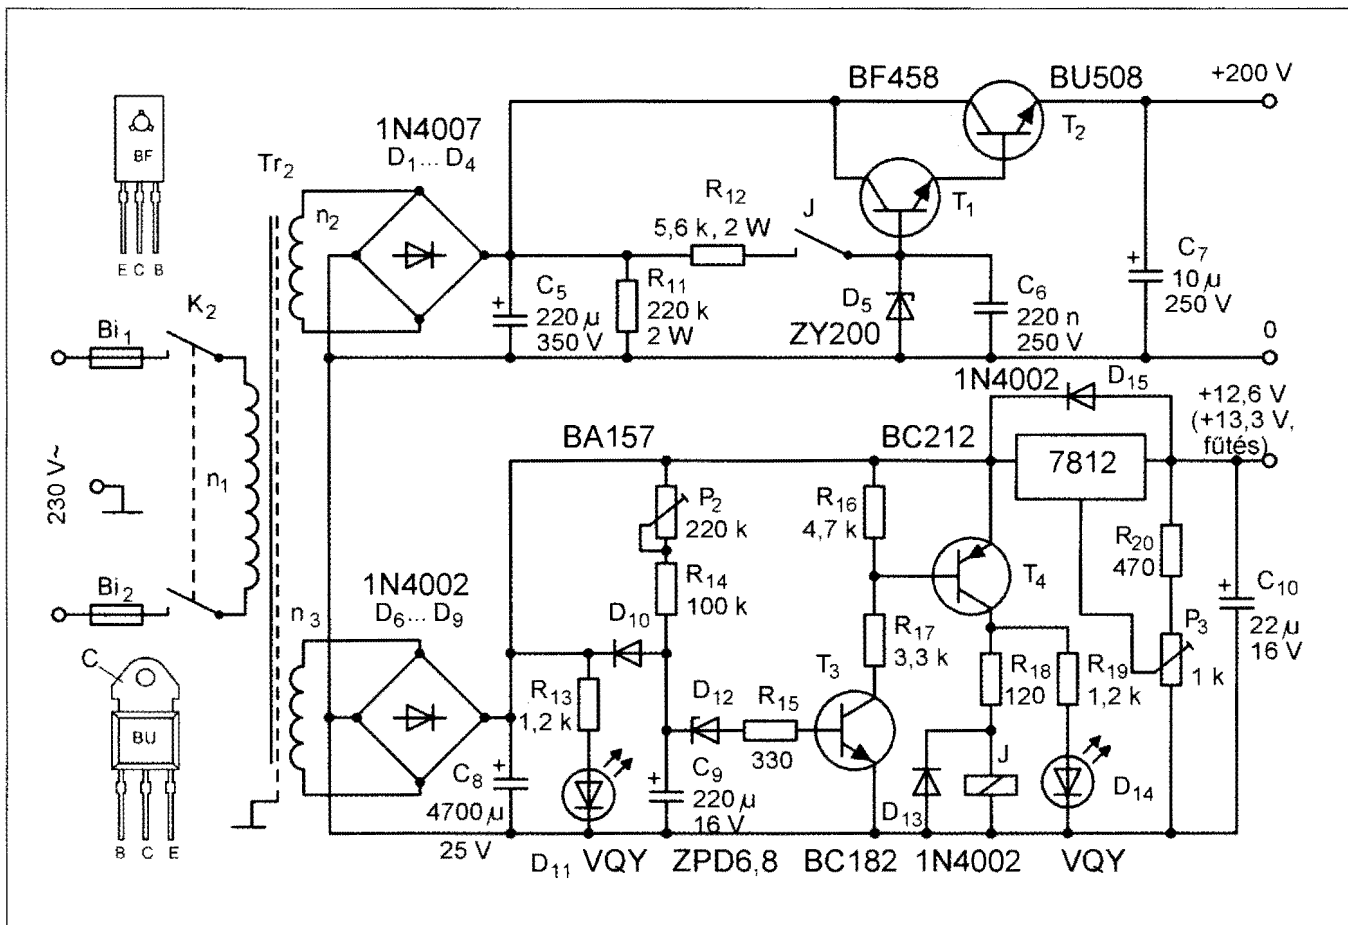 BF458
BU508
+200 V
1N4007
D1... D4
Tr2
BF
E C B
n2
R12
5,6 k, 2 W
J
T1
T2
K2
Bi1
C5
220 µ
350 V
R11
220 k
2 W
D5
ZY200
C6
220 n
250 V
C7
10 µ
250 V
0
230 V~
n1
Bi2
1N4002
D15
+12,6 V
(+13,3 V,
fűtés)
BA157
BC212
7812
P2
220 k
R16
4,7 k
R14
100 k
T4
R20
470
C10
22 µ
16 V
P3
1 k
n3
1N4002
D6... D9
D10
R13
1,2 k
D12
R15
330
T3
R17
3,3 k
R18
120
R19
1,2 k
C
BU
B C E
C8
4700 µ
25 V
C9
220 µ
16 V
D13
J
D14
D11 VQY
ZPD6,8
BC182
1N4002
VQY